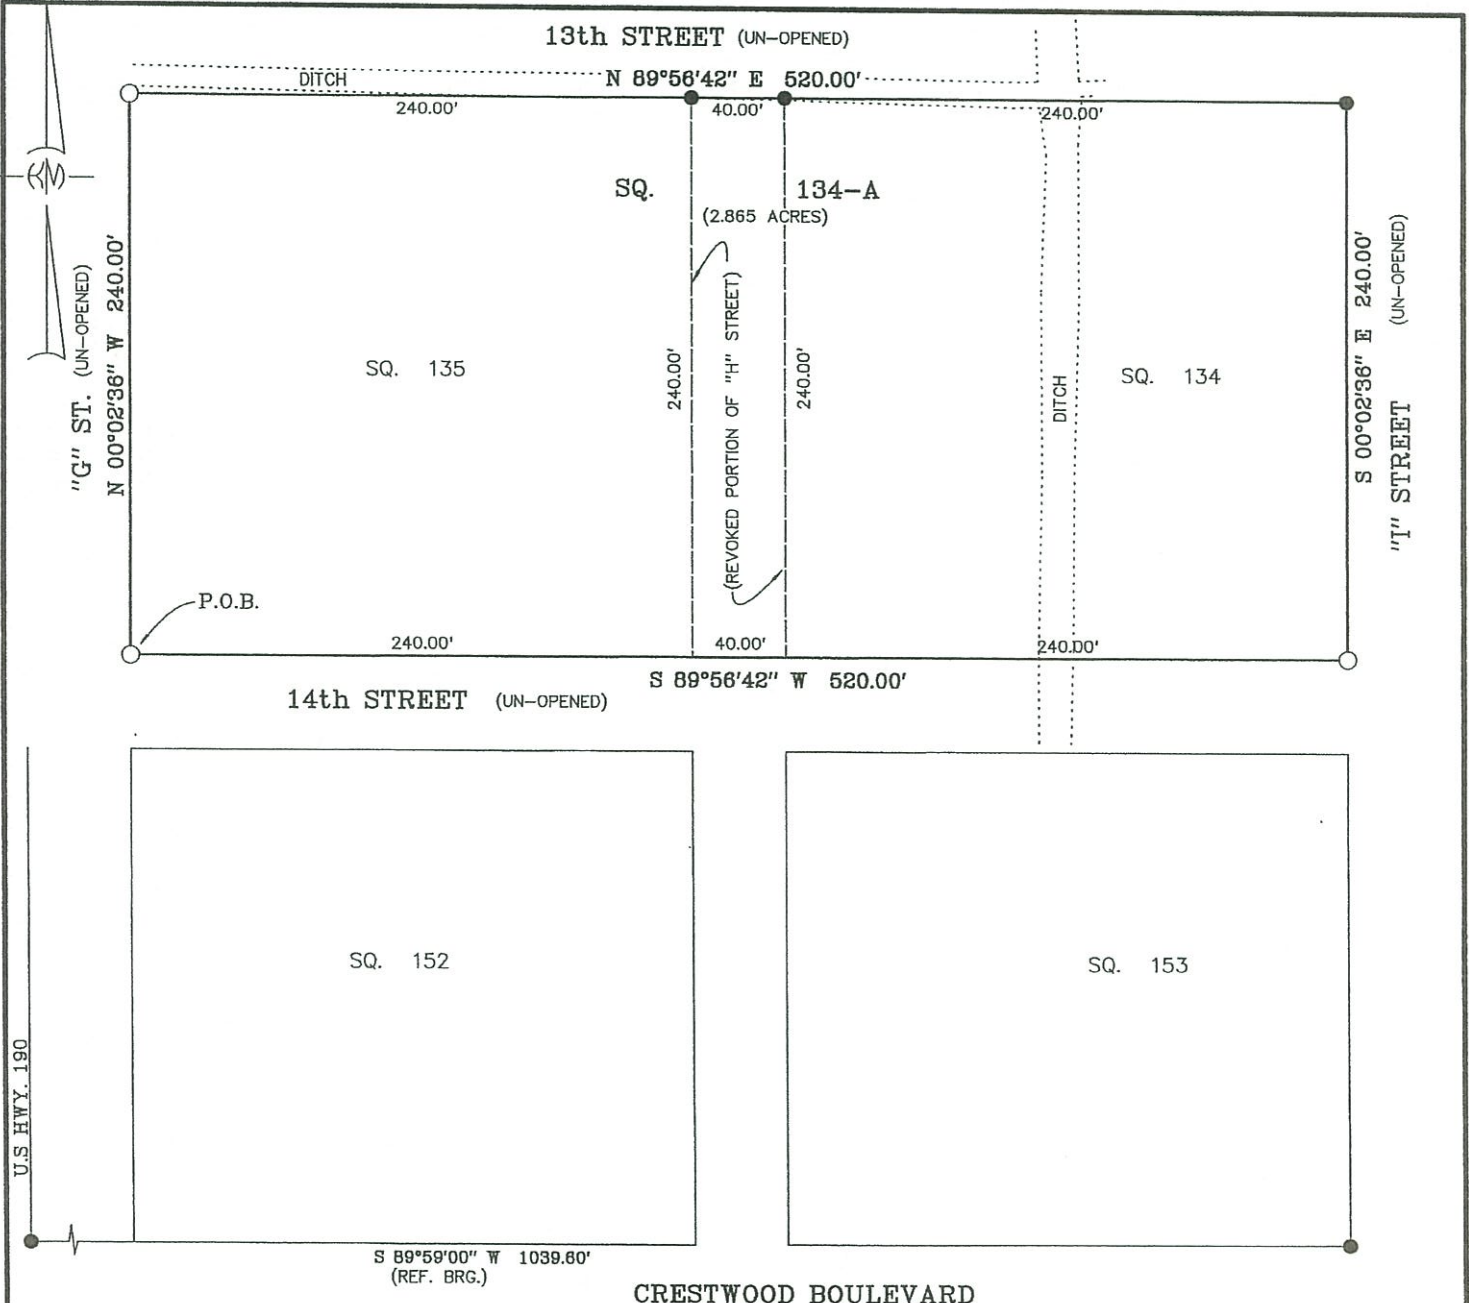 13th STREET (UN-OPENED)
DITCH
N 89°56'42" E 520.00'
240.00'
40.00'
240.00'
SQ. 134-A
(2.865 ACRES)
"G" ST. (UN-OPENED)
N 00°02'36" W 240.00'
SQ. 135
240.00'
(REVOKED PORTION OF "H" STREET)
240.00'
DITCH
SQ. 134
S 00°02'36" E 240.00'
"I" STREET (UN-OPENED)
P.O.B.
240.00'
40.00'
240.00'
S 89°56'42" W 520.00'
14th STREET (UN-OPENED)
SQ. 152
SQ. 153
U.S HWY. 190
S 89°59'00" W 1039.60'
(REF. BRG.)
CRESTWOOD BOULEVARD